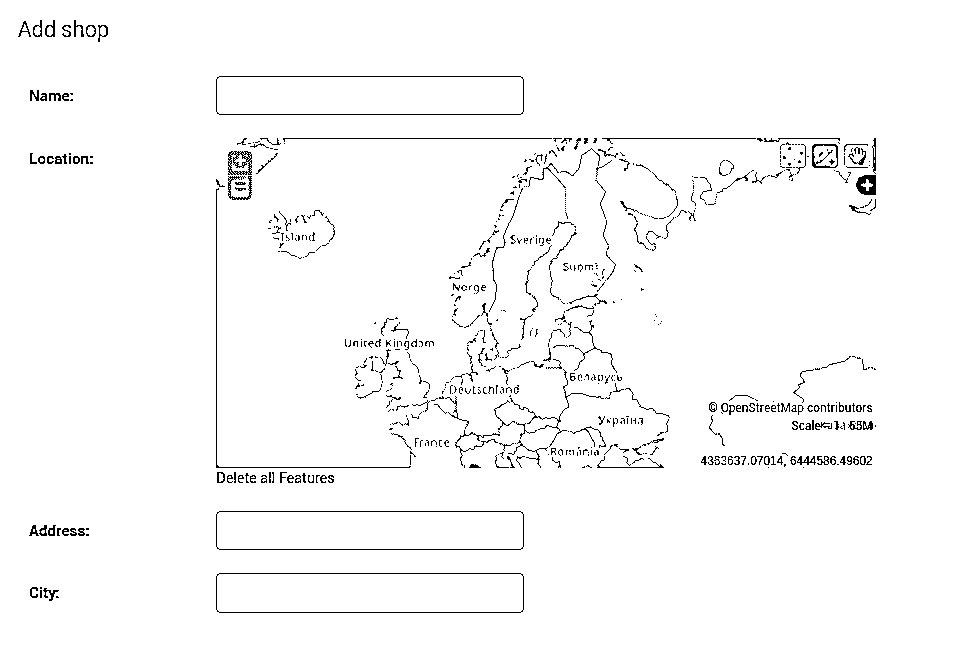 Add shop
Name:
Location:
Island
Sverige
Suomi
Norge
United Kingdom
Deutschland
Беларусь
Україна
France
România
© OpenStreetMap contributors
Scale = 1 : 55M
4363637.07014, 6444586.49602
Delete all Features
Address:
City: